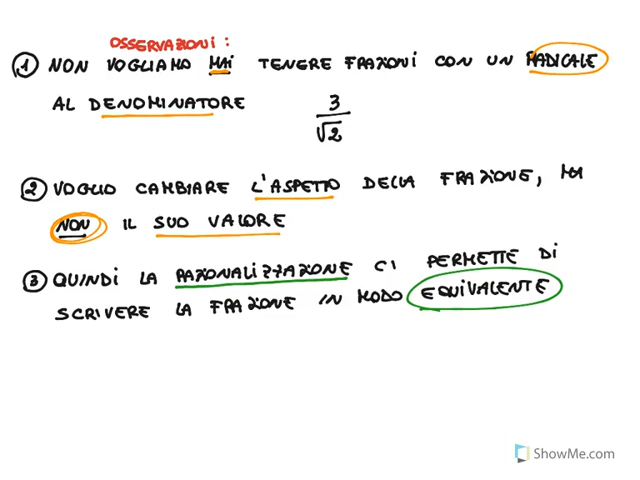 OSSERVAZIONI:
1 NON VOGLIAMO MAI TENERE FRAZIONI CON UN RADICALE
AL DENOMINATORE 3/√2
2 VOGLIO CAMBIARE L'ASPETTO DELLA FRAZIONE, MA
NON IL SUO VALORE
3 QUINDI LA RAZIONALIZZAZIONE CI PERMETTE DI
SCRIVERE LA FRAZIONE IN MODO EQUIVALENTE
ShowMe.com